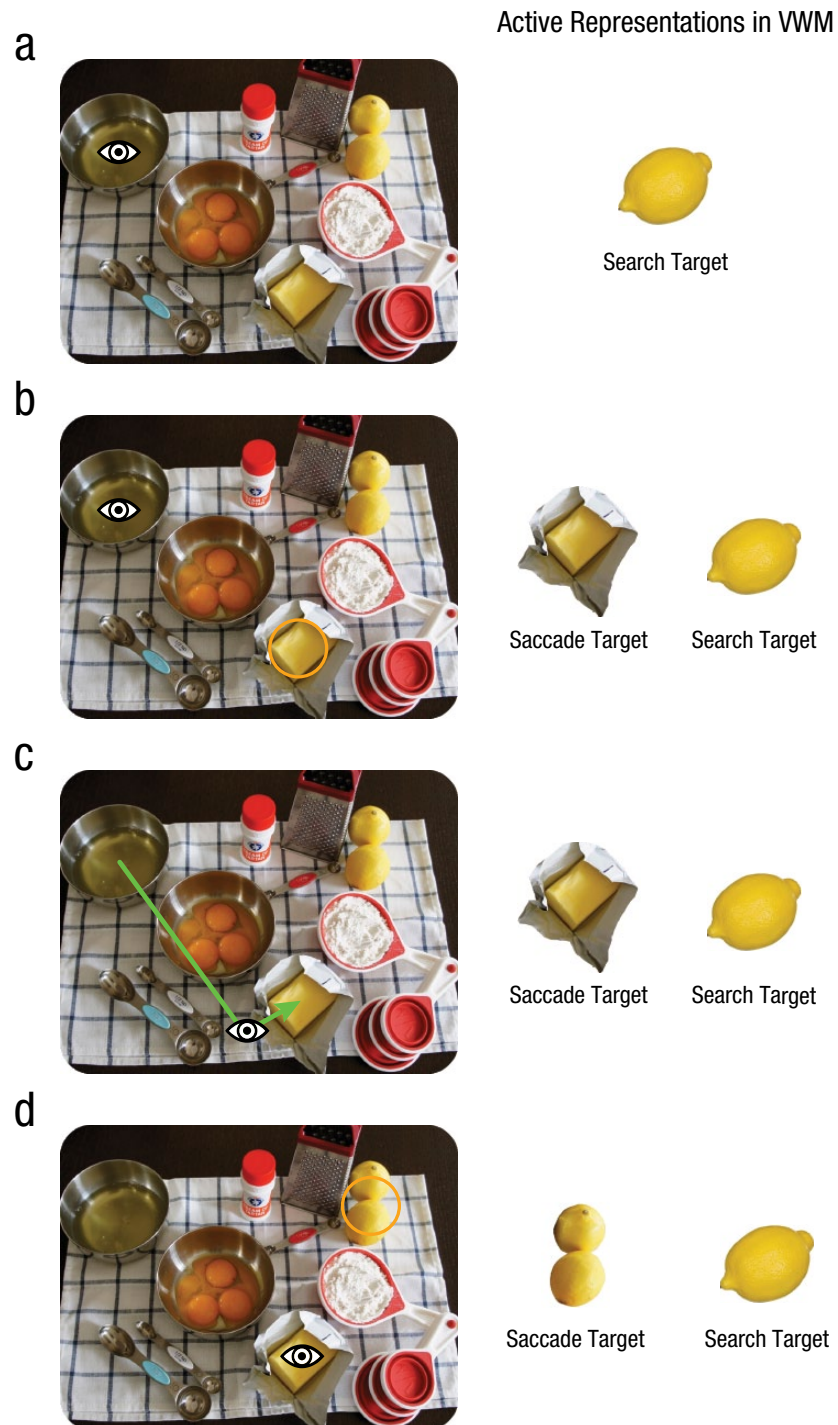 Active Representations in VWM
a
Search Target
b
Saccade Target Search Target
c
Saccade Target Search Target
d
Saccade Target Search Target